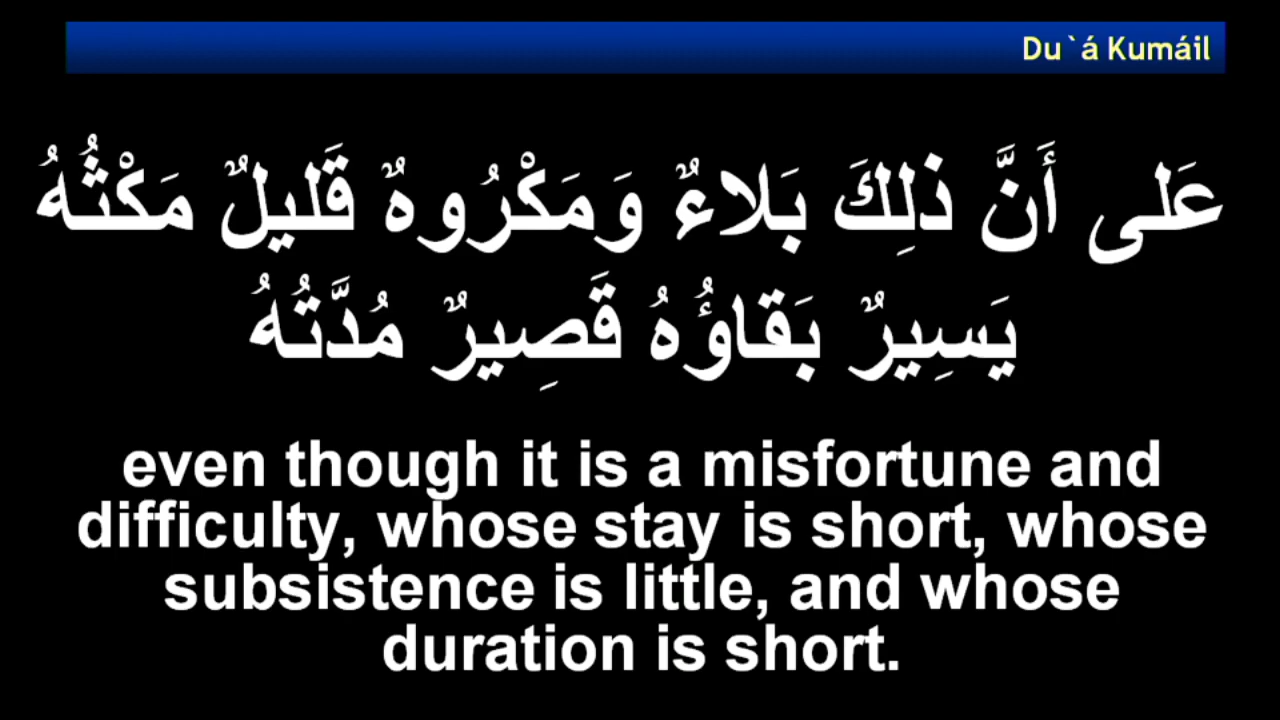 Du`á Kumáil
عَلى أَنَّ ذلِكَ بَلاءٌ وَمَكْرُوهٌ قَليلٌ مَكْثُهُ
يَسِيرٌ بَقاؤُهُ قَصِيرٌ مُدَّتُهُ
even though it is a misfortune and
difficulty, whose stay is short, whose
subsistence is little, and whose
duration is short.